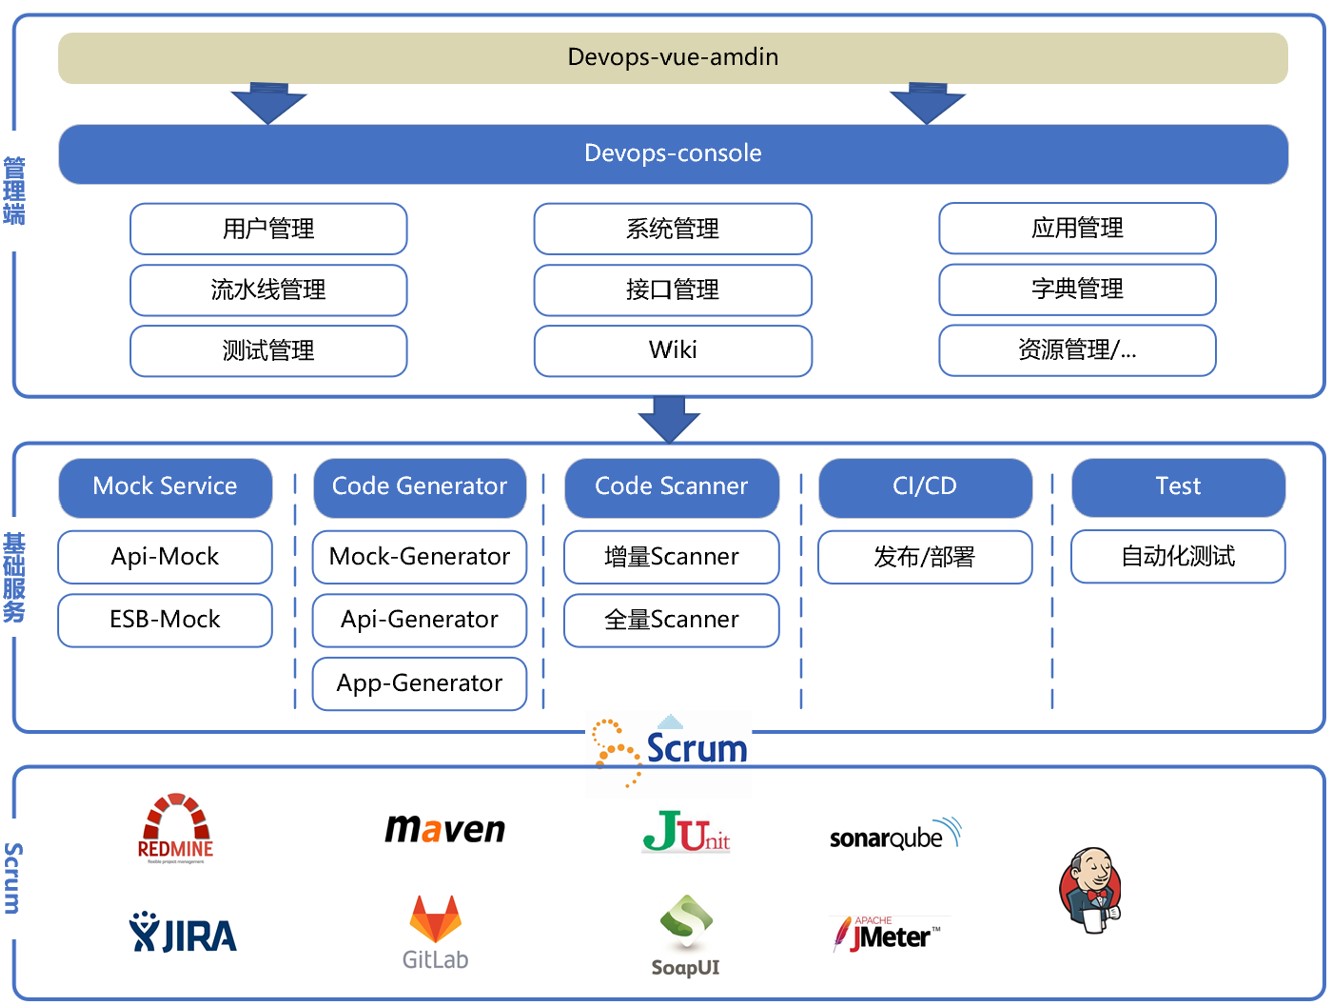 Devops-vue-amdin
Devops-console
管理端
用户管理
系统管理
应用管理
流水线管理
接口管理
字典管理
测试管理
Wiki
资源管理/...
基础服务
Mock Service
Code Generator
Code Scanner
CI/CD
Test
Api-Mock
Mock-Generator
增量Scanner
发布/部署
自动化测试
ESB-Mock
Api-Generator
全量Scanner
App-Generator
Scrum
Scrum
REDMINE
flexible project management
maven
JUnit
sonarqube
JIRA
GitLab
SoapUI
APACHE
JMeter™